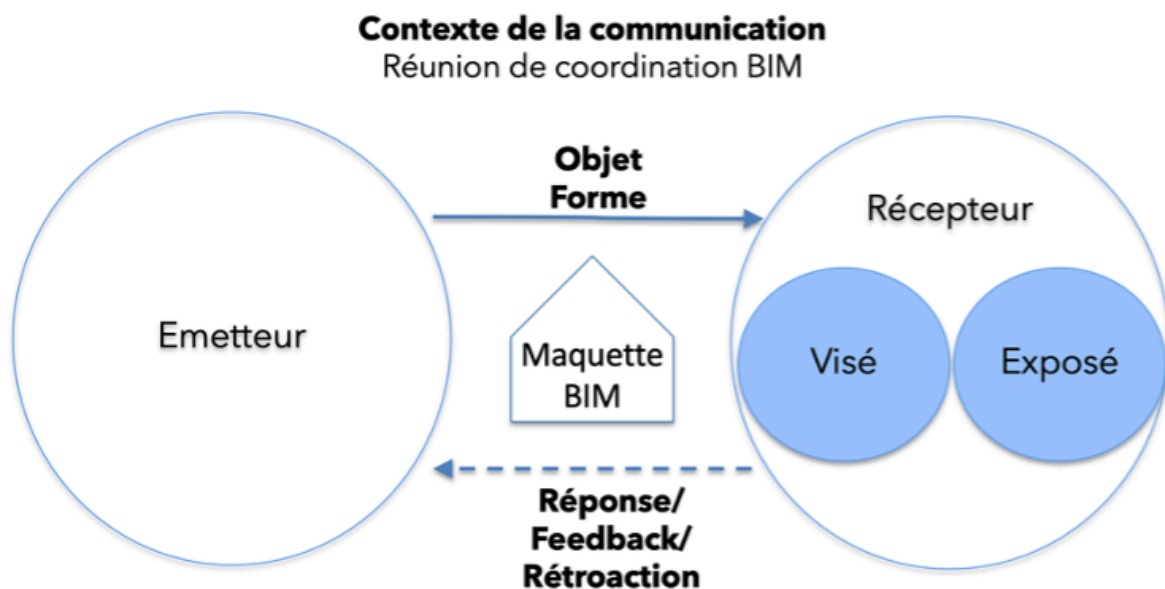 Contexte de la communication
Réunion de coordination BIM
Objet
Forme
Emetteur
Maquette
BIM
Récepteur
Visé
Exposé
Réponse/
Feedback/
Rétroaction